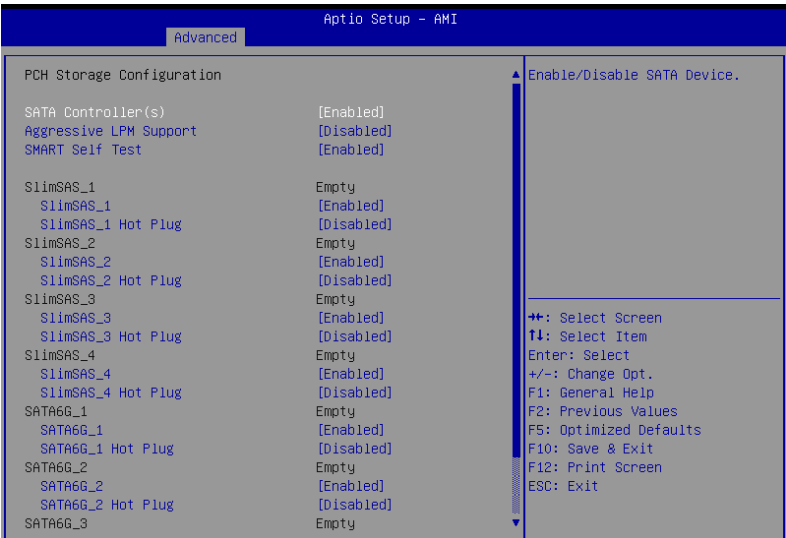 Aptio Setup – AMI
Advanced
PCH Storage Configuration
SATA Controller(s) [Enabled]
Aggressive LPM Support [Disabled]
SMART Self Test [Enabled]
SlimSAS_1 Empty
SlimSAS_1 [Enabled]
SlimSAS_1 Hot Plug [Disabled]
SlimSAS_2 Empty
SlimSAS_2 [Enabled]
SlimSAS_2 Hot Plug [Disabled]
SlimSAS_3 Empty
SlimSAS_3 [Enabled]
SlimSAS_3 Hot Plug [Disabled]
SlimSAS_4 Empty
SlimSAS_4 [Enabled]
SlimSAS_4 Hot Plug [Disabled]
SATA6G_1 Empty
SATA6G_1 [Enabled]
SATA6G_1 Hot Plug [Disabled]
SATA6G_2 Empty
SATA6G_2 [Enabled]
SATA6G_2 Hot Plug [Disabled]
SATA6G_3 Empty
Enable/Disable SATA Device.
→←: Select Screen
↑↓: Select Item
Enter: Select
+/-: Change Opt.
F1: General Help
F2: Previous Values
F5: Optimized Defaults
F10: Save & Exit
F12: Print Screen
ESC: Exit